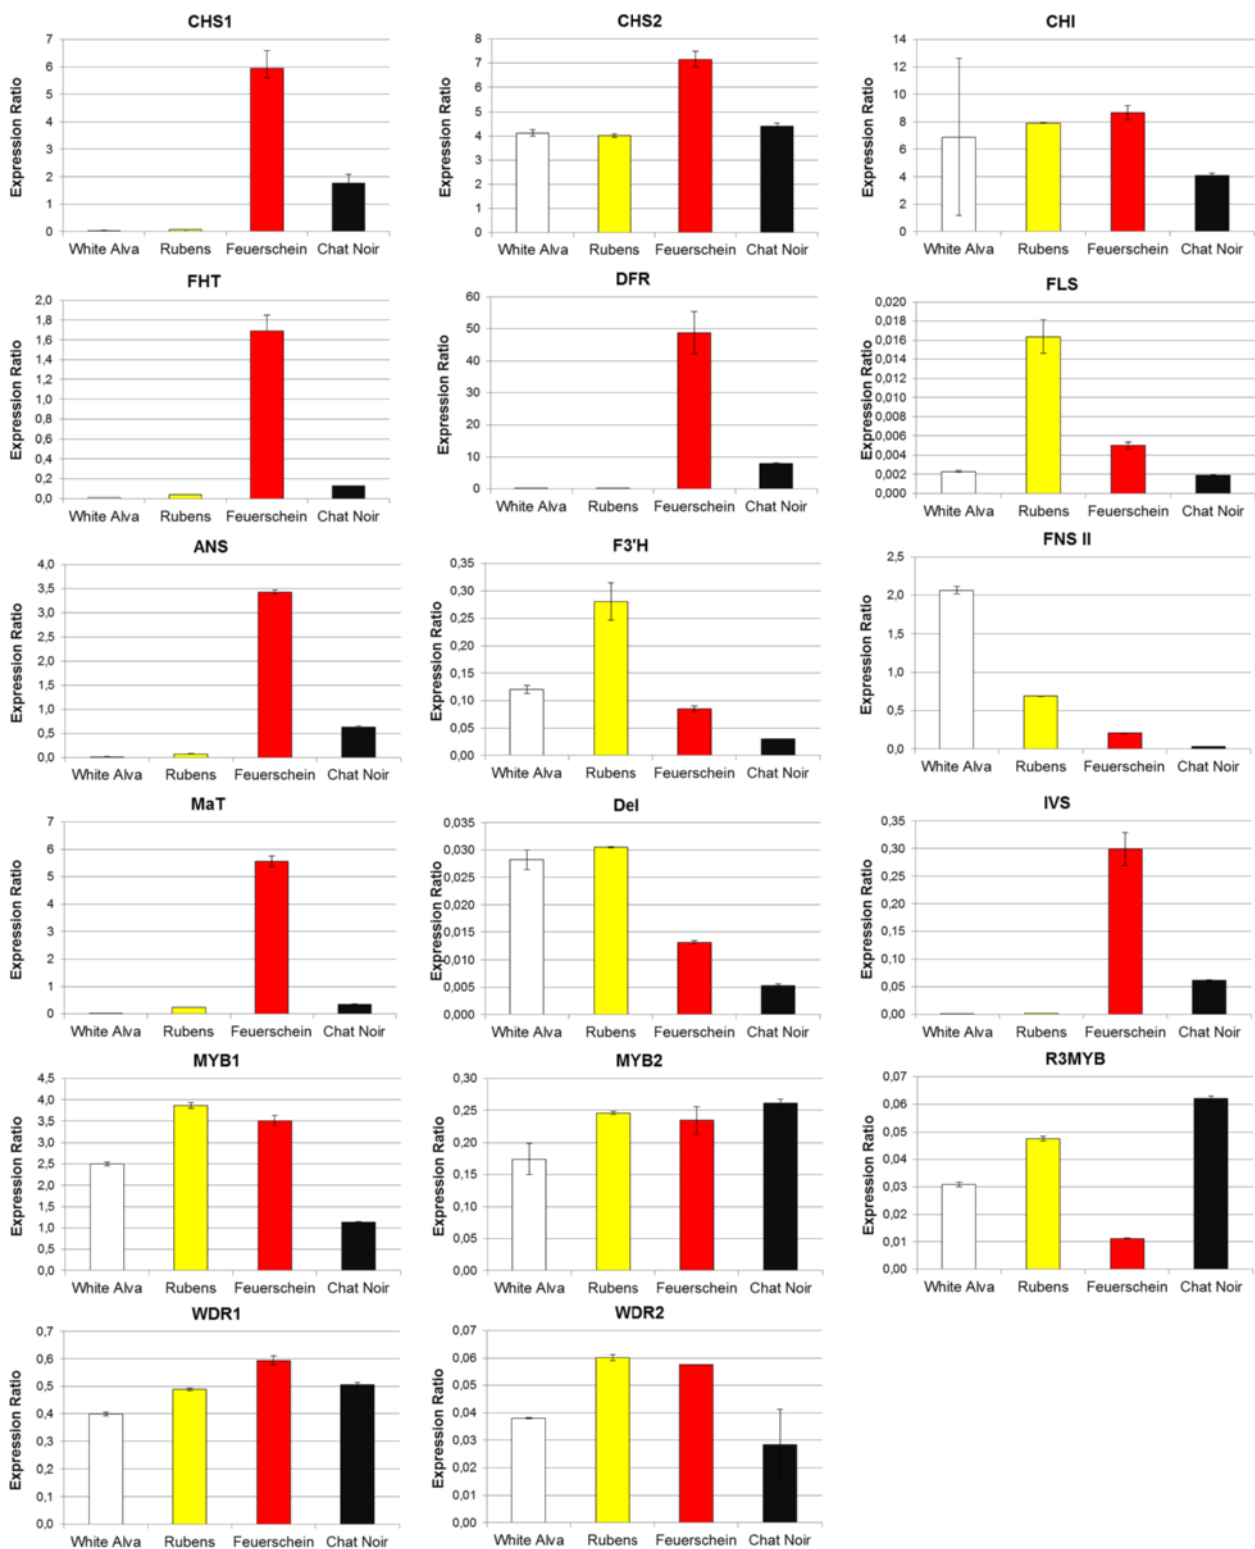 CHS1
Expression Ratio
7
6
5
4
3
2
1
0
White Alva Rubens Feuerschein Chat Noir
CHS2
Expression Ratio
8
7
6
5
4
3
2
1
0
White Alva Rubens Feuerschein Chat Noir
CHI
Expression Ratio
14
12
10
8
6
4
2
0
White Alva Rubens Feuerschein Chat Noir
FHT
Expression Ratio
2,0
1,8
1,6
1,4
1,2
1,0
0,8
0,6
0,4
0,2
0,0
White Alva Rubens Feuerschein Chat Noir
DFR
Expression Ratio
60
50
40
30
20
10
0
White Alva Rubens Feuerschein Chat Noir
FLS
Expression Ratio
0,020
0,018
0,016
0,014
0,012
0,010
0,008
0,006
0,004
0,002
0,000
White Alva Rubens Feuerschein Chat Noir
ANS
Expression Ratio
4,0
3,5
3,0
2,5
2,0
1,5
1,0
0,5
0,0
White Alva Rubens Feuerschein Chat Noir
F3'H
Expression Ratio
0,35
0,30
0,25
0,20
0,15
0,10
0,05
0,00
White Alva Rubens Feuerschein Chat Noir
FNS II
Expression Ratio
2,5
2,0
1,5
1,0
0,5
0,0
White Alva Rubens Feuerschein Chat Noir
MaT
Expression Ratio
7
6
5
4
3
2
1
0
White Alva Rubens Feuerschein Chat Noir
Del
Expression Ratio
0,035
0,030
0,025
0,020
0,015
0,010
0,005
0,000
White Alva Rubens Feuerschein Chat Noir
IVS
Expression Ratio
0,35
0,30
0,25
0,20
0,15
0,10
0,05
0,00
White Alva Rubens Feuerschein Chat Noir
MYB1
Expression Ratio
4,5
4,0
3,5
3,0
2,5
2,0
1,5
1,0
0,5
0,0
White Alva Rubens Feuerschein Chat Noir
MYB2
Expression Ratio
0,30
0,25
0,20
0,15
0,10
0,05
0,00
White Alva Rubens Feuerschein Chat Noir
R3MYB
Expression Ratio
0,07
0,06
0,05
0,04
0,03
0,02
0,01
0,00
White Alva Rubens Feuerschein Chat Noir
WDR1
Expression Ratio
0,7
0,6
0,5
0,4
0,3
0,2
0,1
0,0
White Alva Rubens Feuerschein Chat Noir
WDR2
Expression Ratio
0,07
0,06
0,05
0,04
0,03
0,02
0,01
0,00
White Alva Rubens Feuerschein Chat Noir